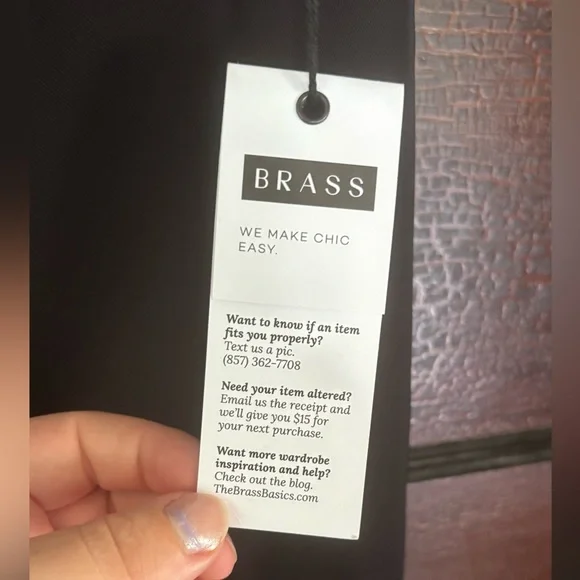 BRASS
WE MAKE CHIC
EASY.
Want to know if an item
fits you properly?
Text us a pic.
(857) 362-7708
Need your item altered?
Email us the receipt and
we'll give you $15 for
your next purchase.
Want more wardrobe
inspiration and help?
Check out the blog.
TheBrassBasics.com